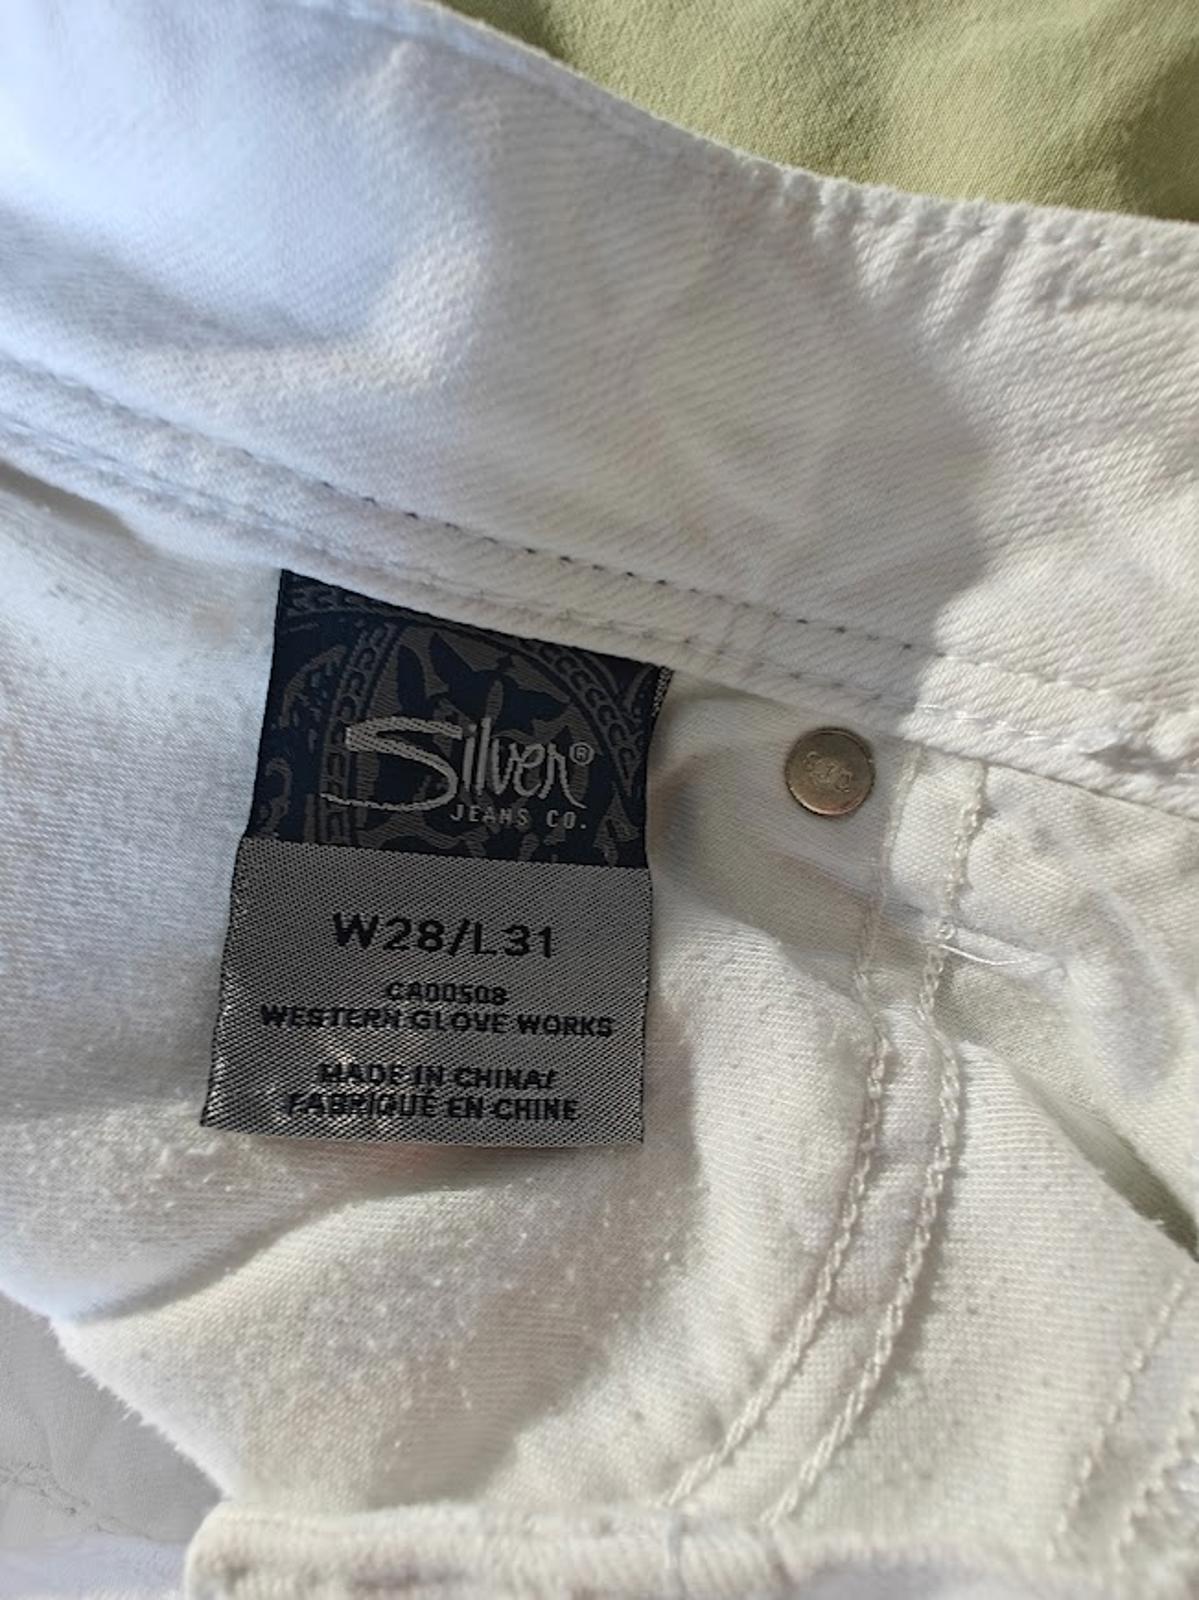 Silver®
JEANS CO.
W28/L31
CA00508
WESTERN GLOVE WORKS
MADE IN CHINA/
FABRIQUÉ EN CHINE